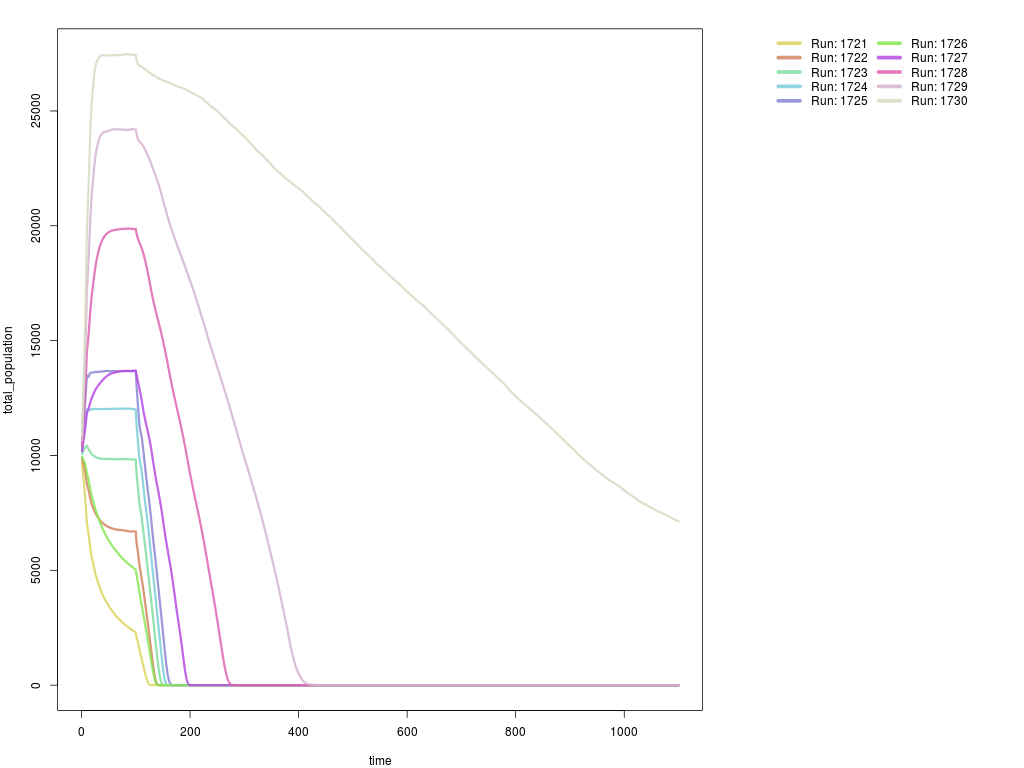 Run: 1721
Run: 1722
Run: 1723
Run: 1724
Run: 1725
Run: 1726
Run: 1727
Run: 1728
Run: 1729
Run: 1730
total_population
25000
20000
15000
10000
5000
0
0 200 400 600 800 1000
time